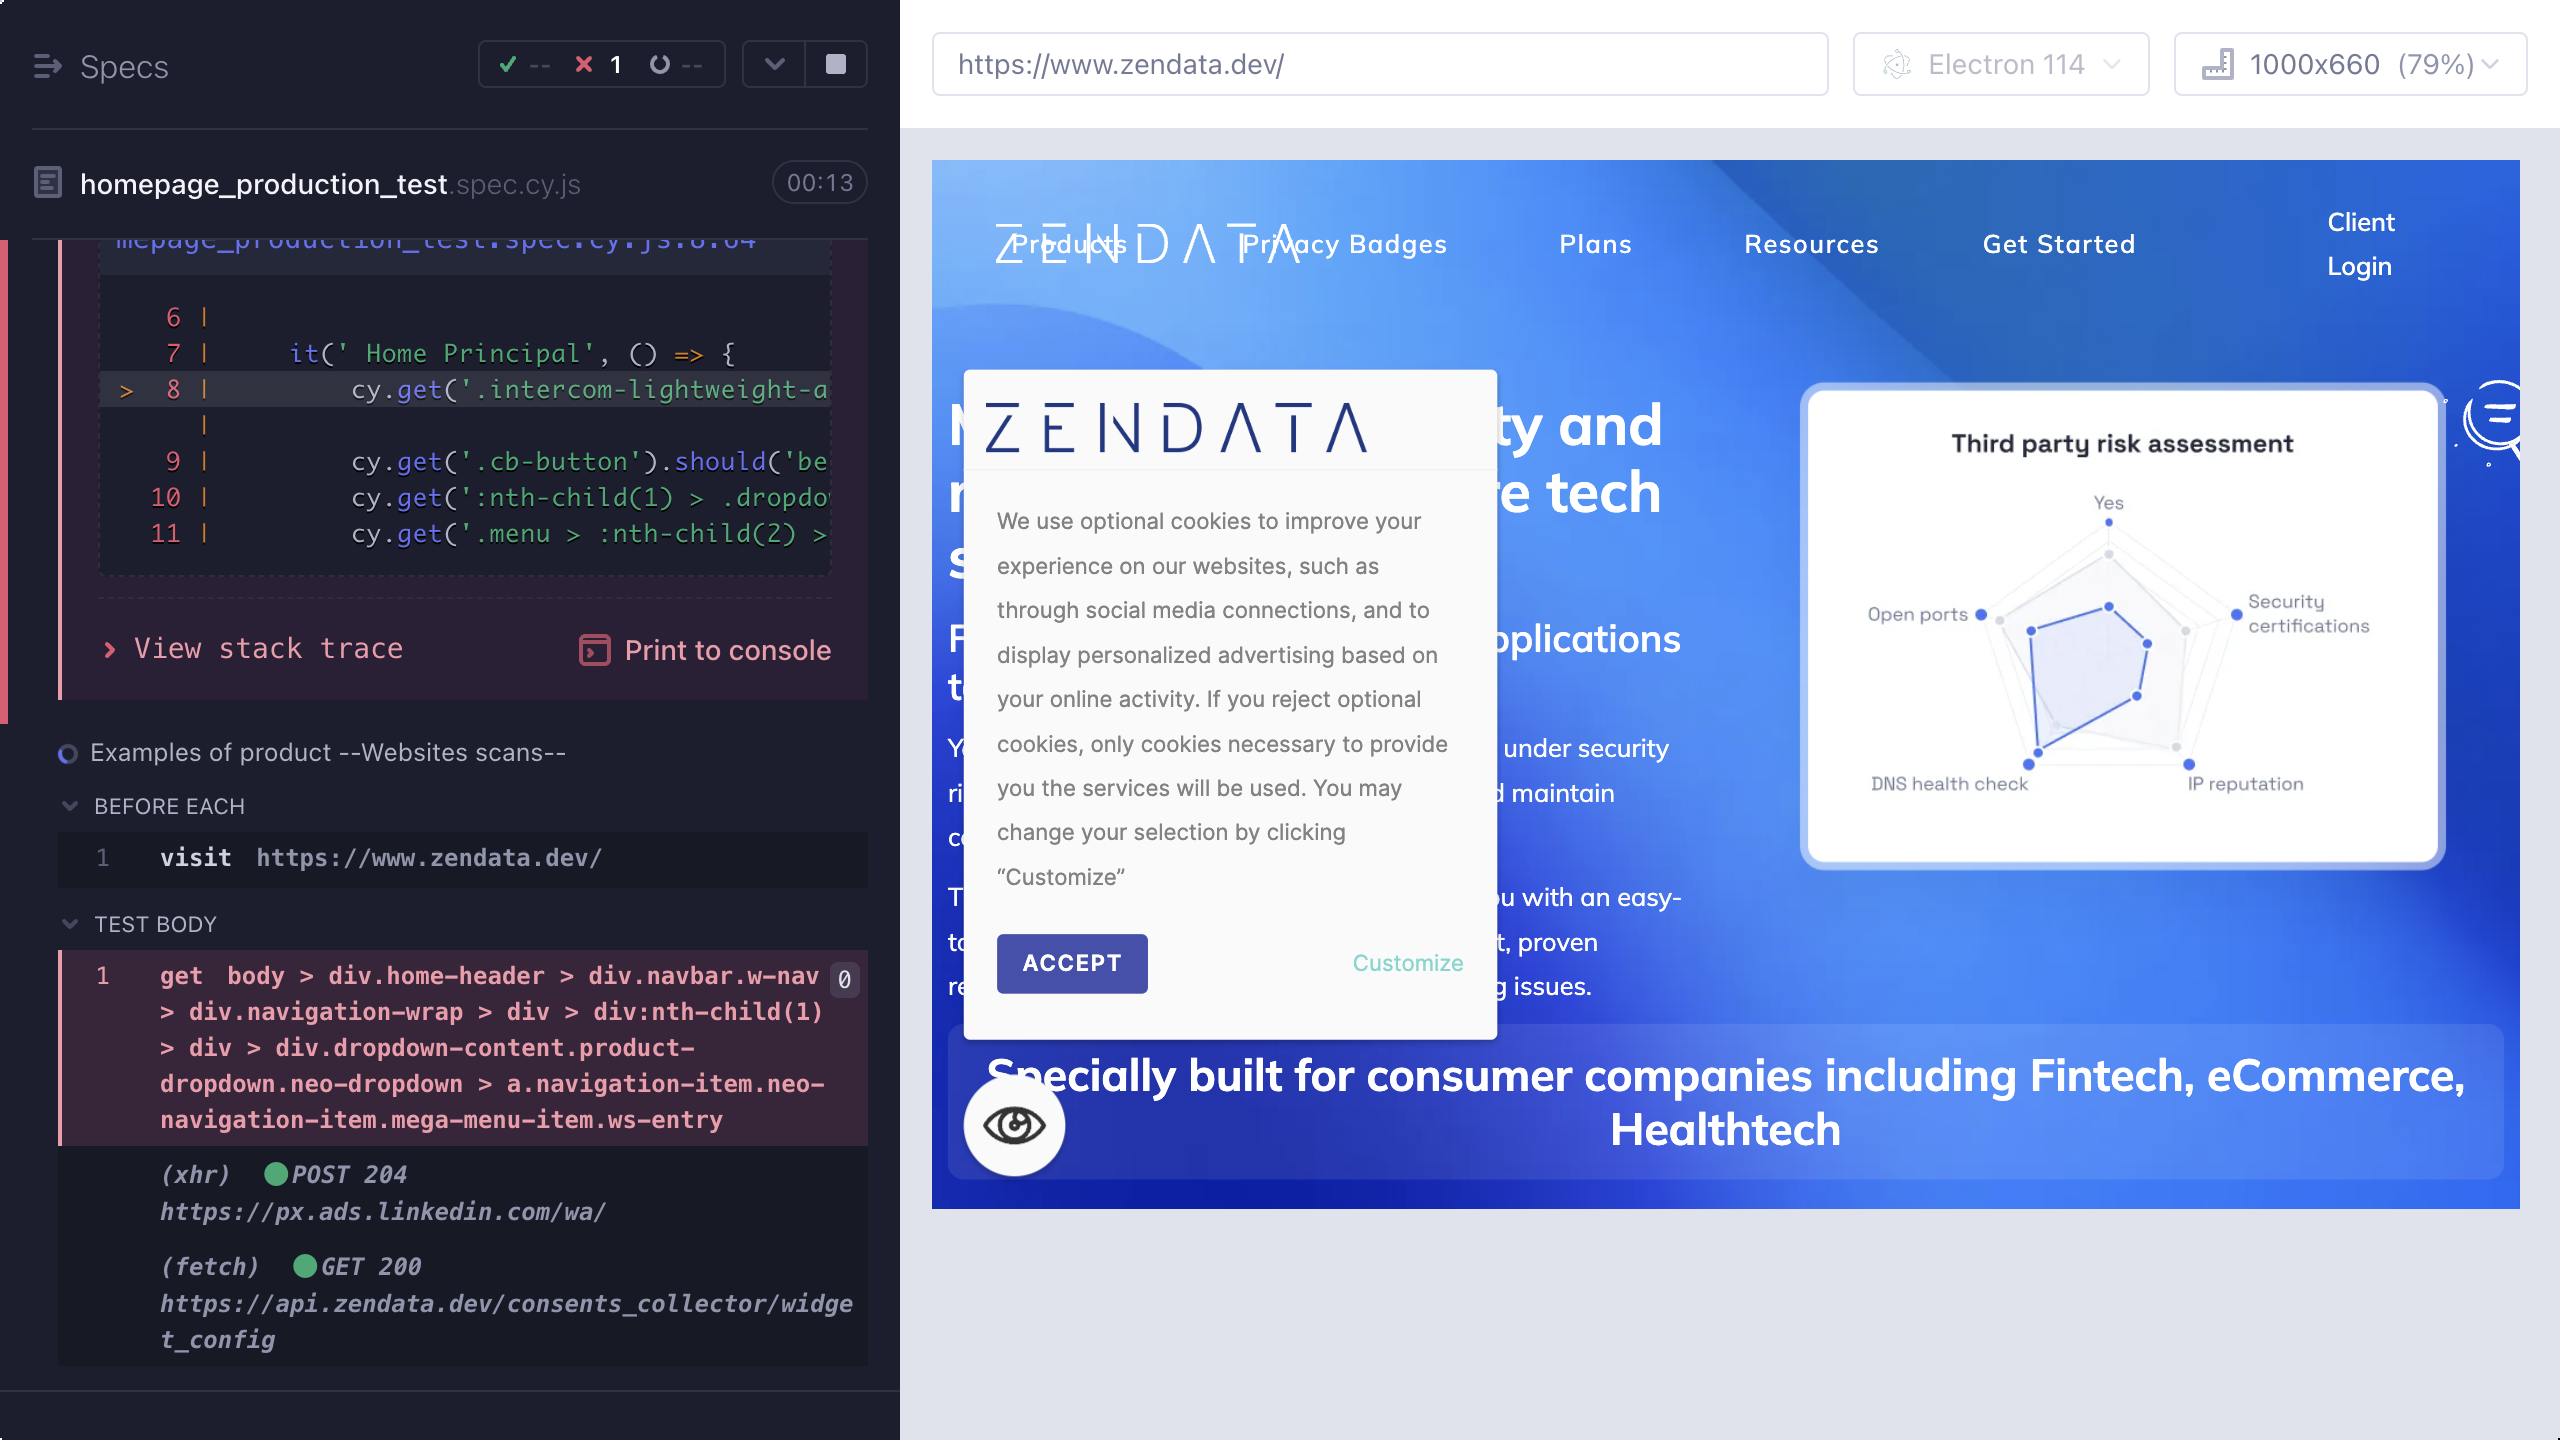 Specs
-- 1 --
homepage_production_test.spec.cy.js 00:13
mepage_production_test.spec.cy.js:8:64
6 |
7 | it(' Home Principal', () => {
> 8 | cy.get('.intercom-lightweight-a
|
9 | cy.get('.cb-button').should('be
10 | cy.get(':nth-child(1) > .dropdo
11 | cy.get('.menu > :nth-child(2) >
View stack trace
Print to console
Examples of product --Websites scans--
BEFORE EACH
1 visit https://www.zendata.dev/
TEST BODY
1 get body > div.home-header > div.navbar.w-nav 0
> div.navigation-wrap > div > div:nth-child(1)
> div > div.dropdown-content.product-
dropdown.neo-dropdown > a.navigation-item.neo-
navigation-item.mega-menu-item.ws-entry
(xhr) POST 204
https://px.ads.linkedin.com/wa/
(fetch) GET 200
https://api.zendata.dev/consents_collector/widge
t_config
https://www.zendata.dev/
Electron 114
1000x660 (79%)
ZENDATA
Products
Privacy Badges
Plans
Resources
Get Started
Client
Login
ty and
re tech
pplications
under security
maintain
u with an easy-
t, proven
g issues.
ZENDATA
We use optional cookies to improve your
experience on our websites, such as
through social media connections, and to
display personalized advertising based on
your online activity. If you reject optional
cookies, only cookies necessary to provide
you the services will be used. You may
change your selection by clicking
“Customize”
ACCEPT
Customize
Third party risk assessment
Yes
Open ports
Security
certifications
DNS health check
IP reputation
Specially built for consumer companies including Fintech, eCommerce,
Healthtech